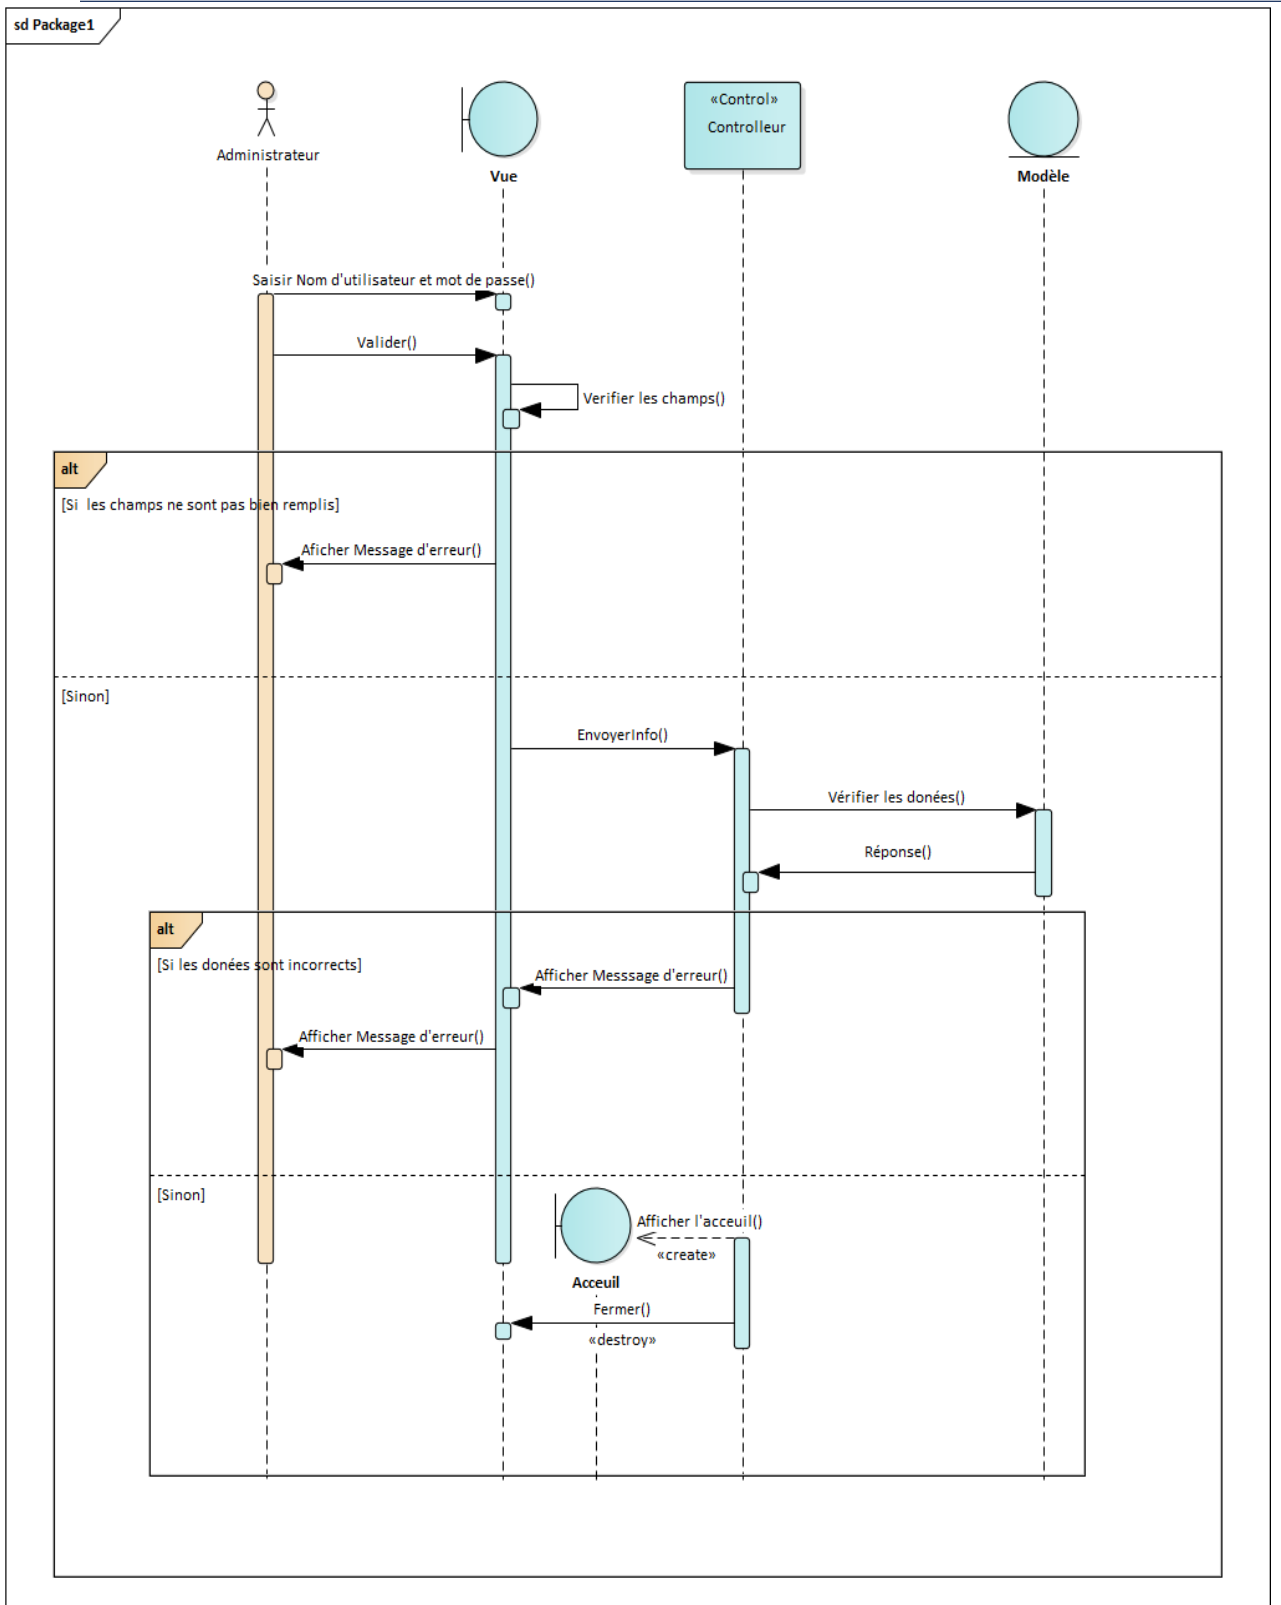 sd Package1
«Control»
Controlleur
Administrateur
Vue
Modèle
Saisir Nom d'utilisateur et mot de passe()
Valider()
Verifier les champs()
alt
[Si les champs ne sont pas bien remplis]
Aficher Message d'erreur()
[Sinon]
EnvoyerInfo()
Vérifier les donées()
Réponse()
alt
[Si les donées sont incorrects]
Afficher Messsage d'erreur()
Afficher Message d'erreur()
[Sinon]
Afficher l'acceuil()
«create»
Acceuil
Fermer()
«destroy»